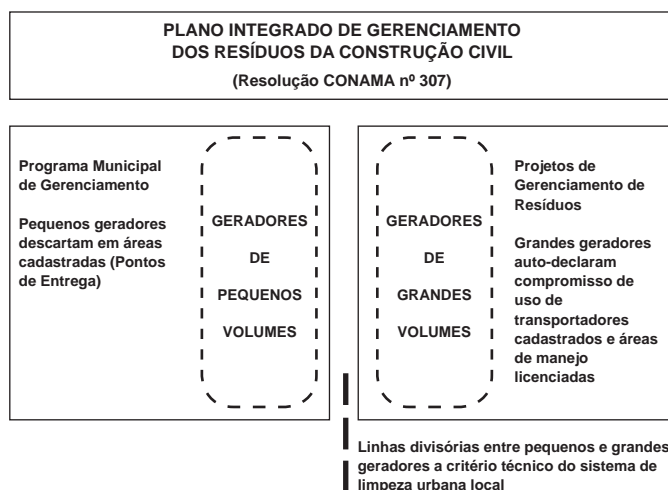 PLANO INTEGRADO DE GERENCIAMENTO
DOS RESÍDUOS DA CONSTRUÇÃO CIVIL
(Resolução CONAMA nº 307)
Programa Municipal
de Gerenciamento
Pequenos geradores
descartam em áreas
cadastradas (Pontos
de Entrega)
GERADORES
DE
PEQUENOS
VOLUMES
GERADORES
DE
GRANDES
VOLUMES
Projetos de
Gerenciamento de
Resíduos
Grandes geradores
auto-declaram
compromisso de
uso de
transportadores
cadastrados e áreas
de manejo
licenciadas
Linhas divisórias entre pequenos e grandes
geradores a critério técnico do sistema de
limpeza urbana local